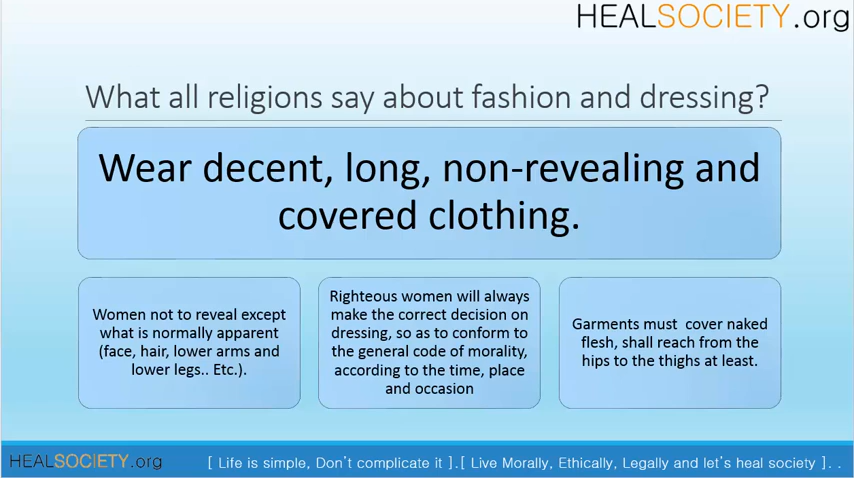 HEALSOCIETY.org
What all religions say about fashion and dressing?
Wear decent, long, non-revealing and
covered clothing.
Women not to reveal except
what is normally apparent
(face, hair, lower arms and
lower legs.. Etc.).
Righteous women will always
make the correct decision on
dressing, so as to conform to
the general code of morality,
according to the time, place
and occasion
Garments must  cover naked
flesh, shall reach from the
hips to the thighs at least.
HEALSOCIETY.org
[ Life is simple, Don't complicate it ].[ Live Morally, Ethically, Legally and let's heal society ]. .